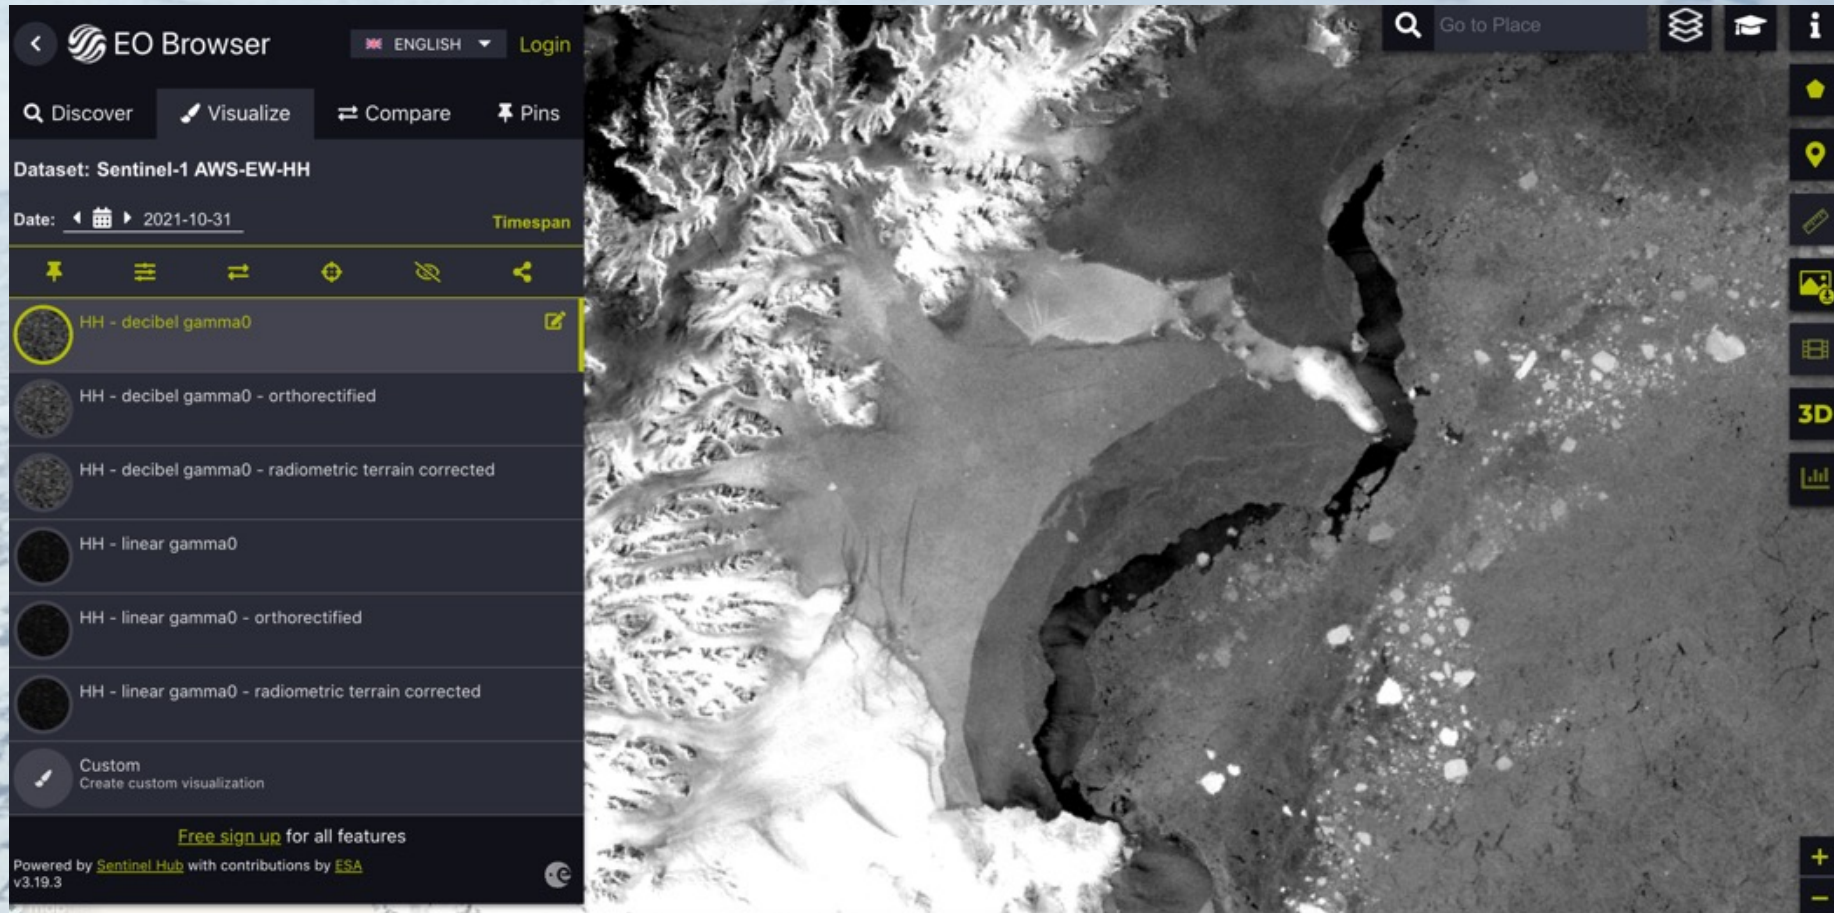 EO Browser
ENGLISH
Login
Go to Place
Discover
Visualize
Compare
Pins
Dataset: Sentinel-1 AWS-EW-HH
Date: 2021-10-31
Timespan
HH - decibel gamma0
HH - decibel gamma0 - orthorectified
HH - decibel gamma0 - radiometric terrain corrected
HH - linear gamma0
HH - linear gamma0 - orthorectified
HH - linear gamma0 - radiometric terrain corrected
Custom
Create custom visualization
Free sign up for all features
Powered by Sentinel Hub with contributions by ESA
v3.19.3
3D